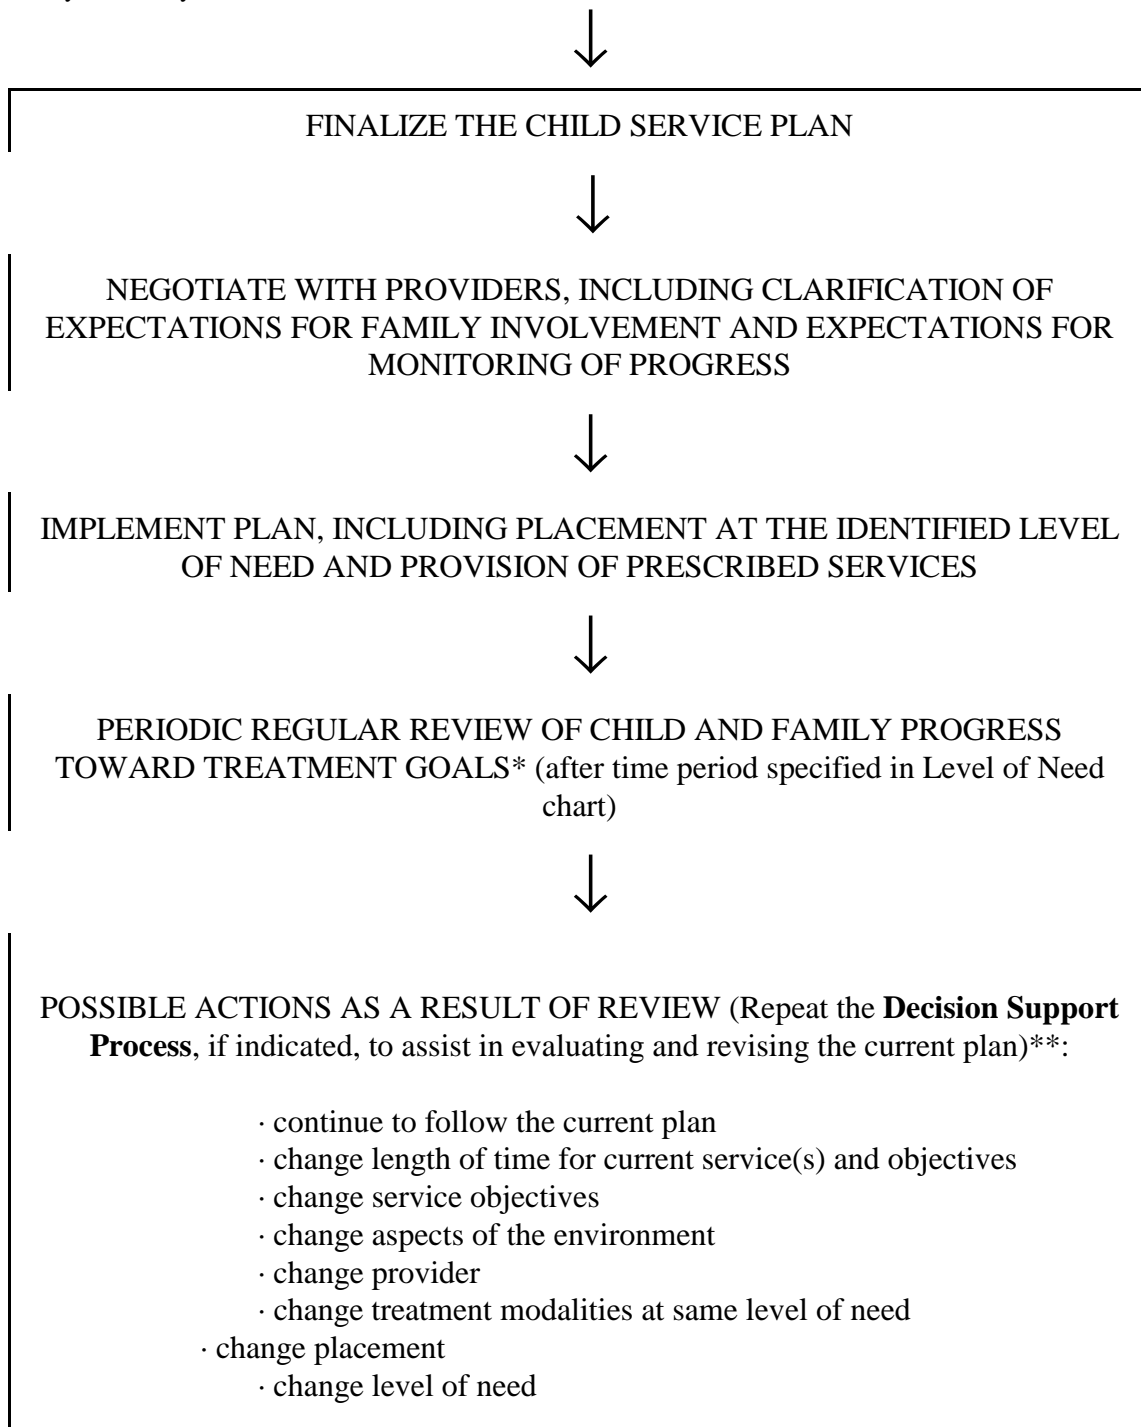 FINALIZE THE CHILD SERVICE PLAN
NEGOTIATE WITH PROVIDERS, INCLUDING CLARIFICATION OF
EXPECTATIONS FOR FAMILY INVOLVEMENT AND EXPECTATIONS FOR
MONITORING OF PROGRESS
IMPLEMENT PLAN, INCLUDING PLACEMENT AT THE IDENTIFIED LEVEL
OF NEED AND PROVISION OF PRESCRIBED SERVICES
PERIODIC REGULAR REVIEW OF CHILD AND FAMILY PROGRESS
TOWARD TREATMENT GOALS* (after time period specified in Level of Need
chart)
POSSIBLE ACTIONS AS A RESULT OF REVIEW (Repeat the Decision Support
Process, if indicated, to assist in evaluating and revising the current plan)**:
· continue to follow the current plan
· change length of time for current service(s) and objectives
· change service objectives
· change aspects of the environment
· change provider
· change treatment modalities at same level of need
· change placement
· change level of need